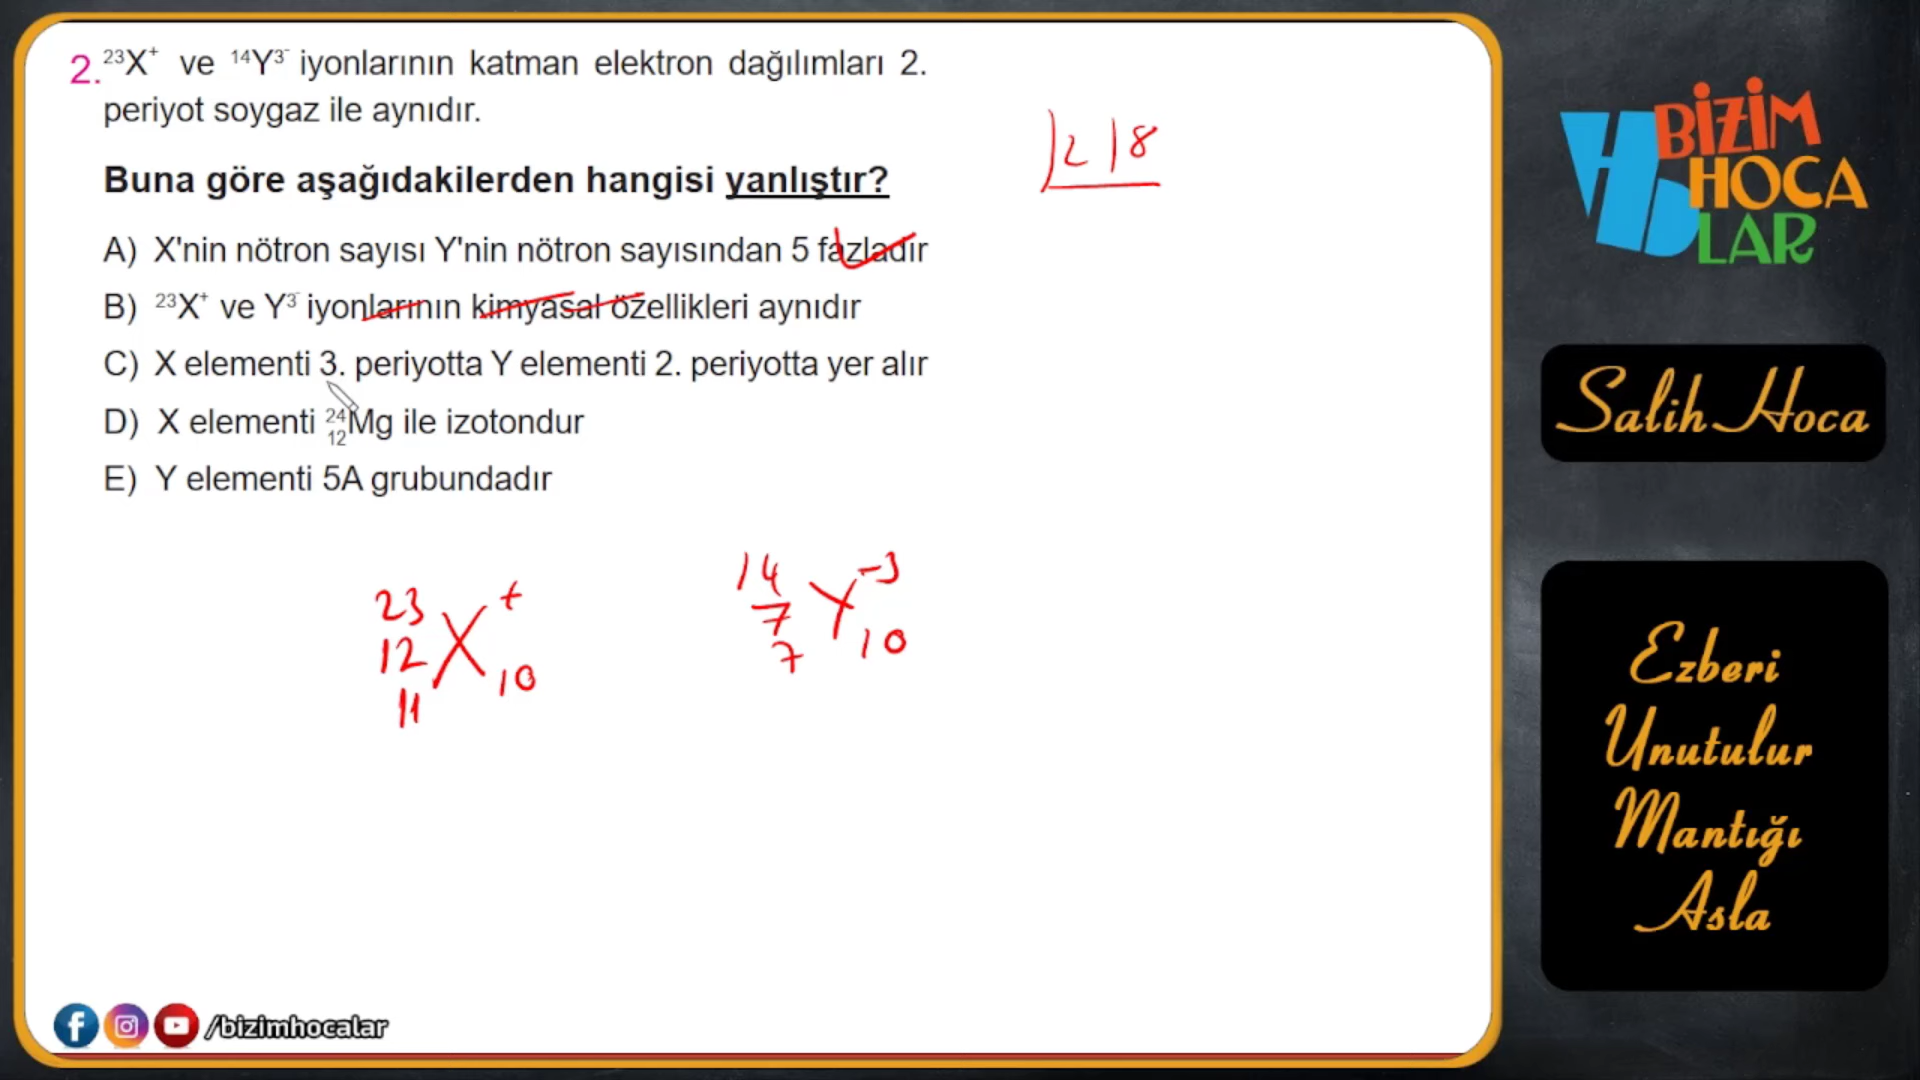 2. ²³X⁺ ve ¹⁴Y³⁻ iyonlarının katman elektron dağılımları 2.
periyot soygaz ile aynıdır.
Buna göre aşağıdakilerden hangisi yanlıştır?
A) X'nin nötron sayısı Y'nin nötron sayısından 5 fazladır
B) ²³X⁺ ve Y³⁻ iyonlarının kimyasal özellikleri aynıdır
C) X elementi 3. periyotta Y elementi 2. periyotta yer alır
D) X elementi ²⁴₁₂Mg ile izotondur
E) Y elementi 5A grubundadır
)2)8
23 X +
12
11 10
14 Y -3
7
7 10
/bizimhocalar
BİZİM
HOCA
LAR
Salih Hoca
Ezberi
Unutulur
Mantığı
Asla